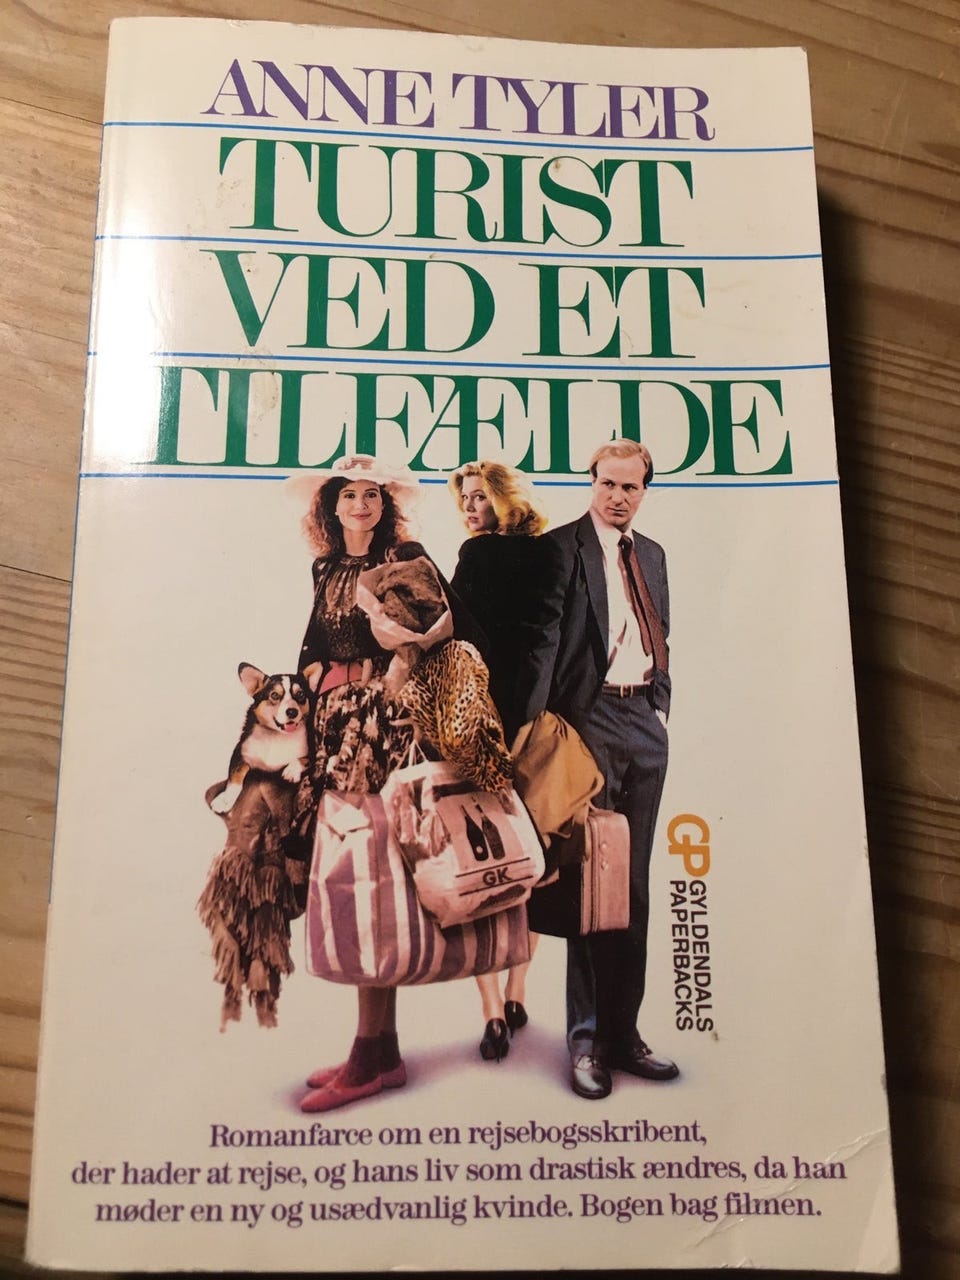 ANNE TYLER
TURIST
VED ET
TILFÆLDE
GK
GP
GYLDENDALS
PAPERBACKS
Romanfarce om en rejsebogsskribent,
der hader at rejse, og hans liv som drastisk ændres, da han
møder en ny og usædvanlig kvinde. Bogen bag filmen.